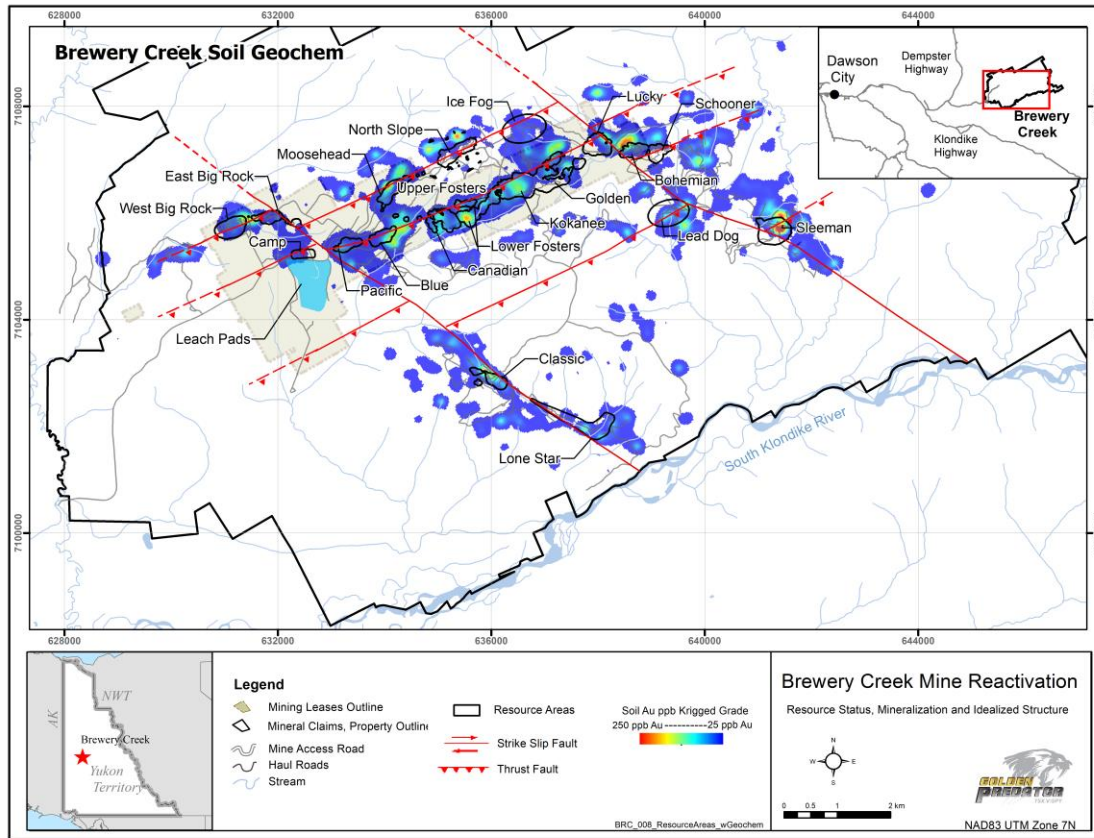 628000
632000
636000
640000
644000
Brewery Creek Soil Geochem
Dawson
City
Dempster
Highway
Brewery
Creek
Klondike
Highway
7108000
7104000
7100000
Ice Fog
Lucky
Schooner
North Slope
Moosehead
East Big Rock
Upper Fosters
Bohemian
West Big Rock
Golden
Kokanee
Camp
Lower Fosters
Lead Dog
Sleeman
Canadian
Blue
Pacific
Leach Pads
Classic
Lone Star
South Klondike River
628000
632000
636000
640000
644000
AK
NWT
Brewery Creek
Yukon
Territory
Legend
Mining Leases Outline
Mineral Claims, Property Outline
Mine Access Road
Haul Roads
Stream
Resource Areas
Strike Slip Fault
Thrust Fault
Soil Au ppb Krigged Grade
250 ppb Au ----------- 25 ppb Au
BRC_008_ResourceAreas_wGeochem
Brewery Creek Mine Reactivation
Resource Status, Mineralization and Idealized Structure
N
W E
S
0 0.5 1 2 km
GOLDEN
PREDATOR
NAD83 UTM Zone 7N